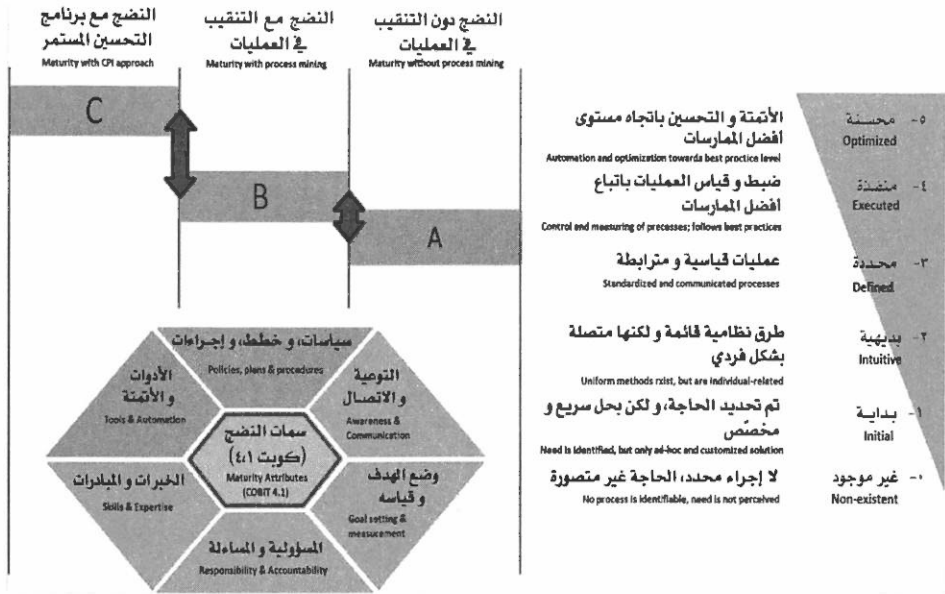 النضج دون التنقيب
في العمليات
Maturity without process mining
النضج مع التنقيب
في العمليات
Maturity with process mining
النضج مع برنامج
التحسين المستمر
Maturity with CPI approach
C
B
A
٥- محسنة
Optimized
الأتمتة و التحسين باتجاه مستوى
أفضل الممارسات
Automation and optimization towards best practice level
٤- منفذة
Executed
ضبط و قياس العمليات باتباع
أفضل الممارسات
Control and measuring of precesses; follows best practices
٣- محددة
Defined
عمليات قياسية و مترابطة
Standardized and communicated processes
٢- بديهية
Intuitive
طرق نظامية قائمة و لكنها متصلة
بشكل فردي
Uniform methods rxist, but are individual-related
١- بداية
Initial
تم تحديد الحاجة، و لكن بحل سريع و
مخصّص
Need is identified, but only ad-hoc and customized solution
٠- غير موجود
Non-existent
لا إجراء محدد، الحاجة غير متصورة
No process is identifiable, need is not perceived
سياسات، و خطط، و إجراءات
Policies, plans & procedures
التوعية
و الاتصال
Awareness &
Communication
الأدوات
و الأتمتة
Tools & Automation
سمات النضج
(كوبت ٤،١)
Maturity Attributes
(COBIT 4.1)
وضع الهدف
و قياسه
Goal setting &
measurement
الخبرات و المبادرات
Skills & Expertise
المسؤولية و المساءلة
Responsibility & Accountability